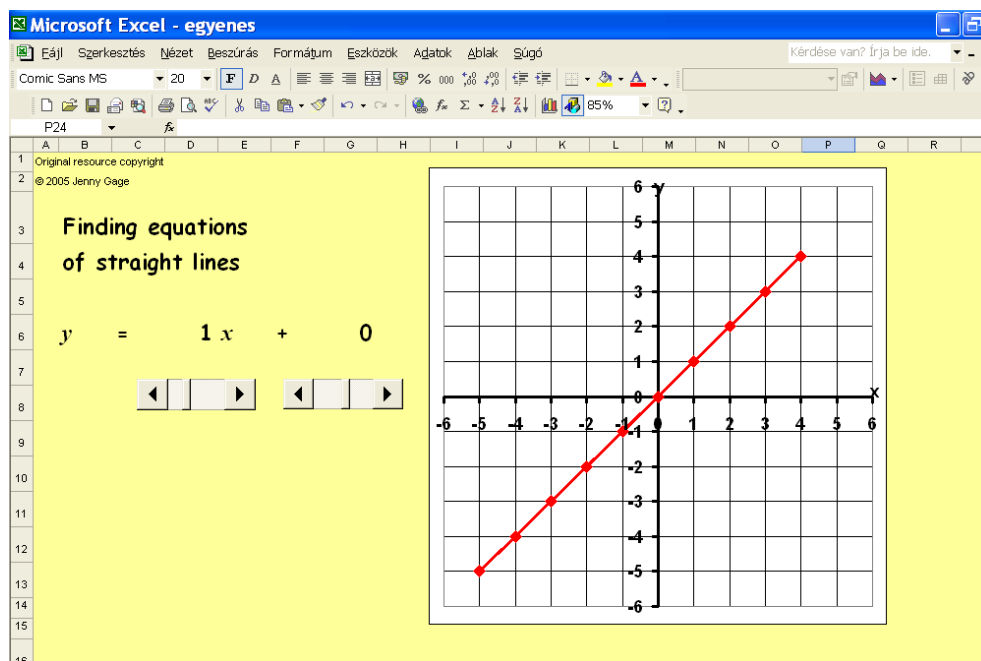 Microsoft Excel - egyenes
Fájl Szerkesztés Nézet Beszúrás Formátum Eszközök Adatok Ablak Súgó Kérdése van? Írja be ide.
Comic Sans MS 20 F D A % 000
85%
P24 fx
A B C D E F G H I J K L M N O P Q R
1 Original resource copyright
2 © 2005 Jenny Gage
3 Finding equations
4 of straight lines
5
6 y = 1 x + 0
7
8
9
10
11
12
13
14
15
16
y
6
5
4
3
2
1
0
x
-6 -5 -4 -3 -2 -1 0 1 2 3 4 5 6
-1
-2
-3
-4
-5
-6